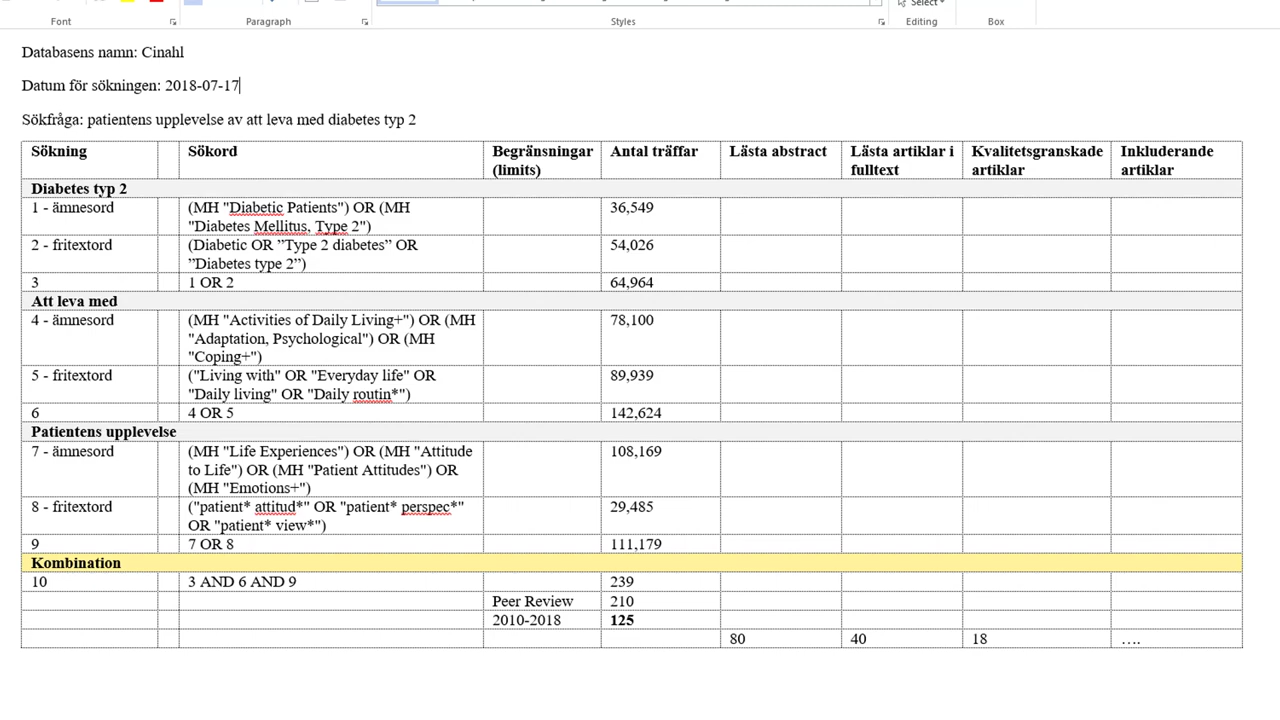 Select
Font
Paragraph
Styles
Editing
Box
Databasens namn: Cinahl
Datum för sökningen: 2018-07-17
Sökfråga: patientens upplevelse av att leva med diabetes typ 2
Sökning Sökord Begränsningar (limits) Antal träffar Lästa abstract Lästa artiklar i fulltext Kvalitetsgranskade artiklar Inkluderande artiklar
Diabetes typ 2
1 - ämnesord (MH "Diabetic Patients") OR (MH 36,549
"Diabetes Mellitus, Type 2")
2 - fritextord (Diabetic OR ”Type 2 diabetes” OR 54,026
”Diabetes type 2”)
3 1 OR 2 64,964
Att leva med
4 - ämnesord (MH "Activities of Daily Living+") OR (MH 78,100
"Adaptation, Psychological") OR (MH
"Coping+")
5 - fritextord ("Living with" OR "Everyday life" OR 89,939
"Daily living" OR "Daily routin*")
6 4 OR 5 142,624
Patientens upplevelse
7 - ämnesord (MH "Life Experiences") OR (MH "Attitude 108,169
to Life") OR (MH "Patient Attitudes") OR
(MH "Emotions+")
8 - fritextord ("patient* attitud*" OR "patient* perspec*" 29,485
OR "patient* view*")
9 7 OR 8 111,179
Kombination
10 3 AND 6 AND 9 239
Peer Review 210
2010-2018 125
80 40 18 ….